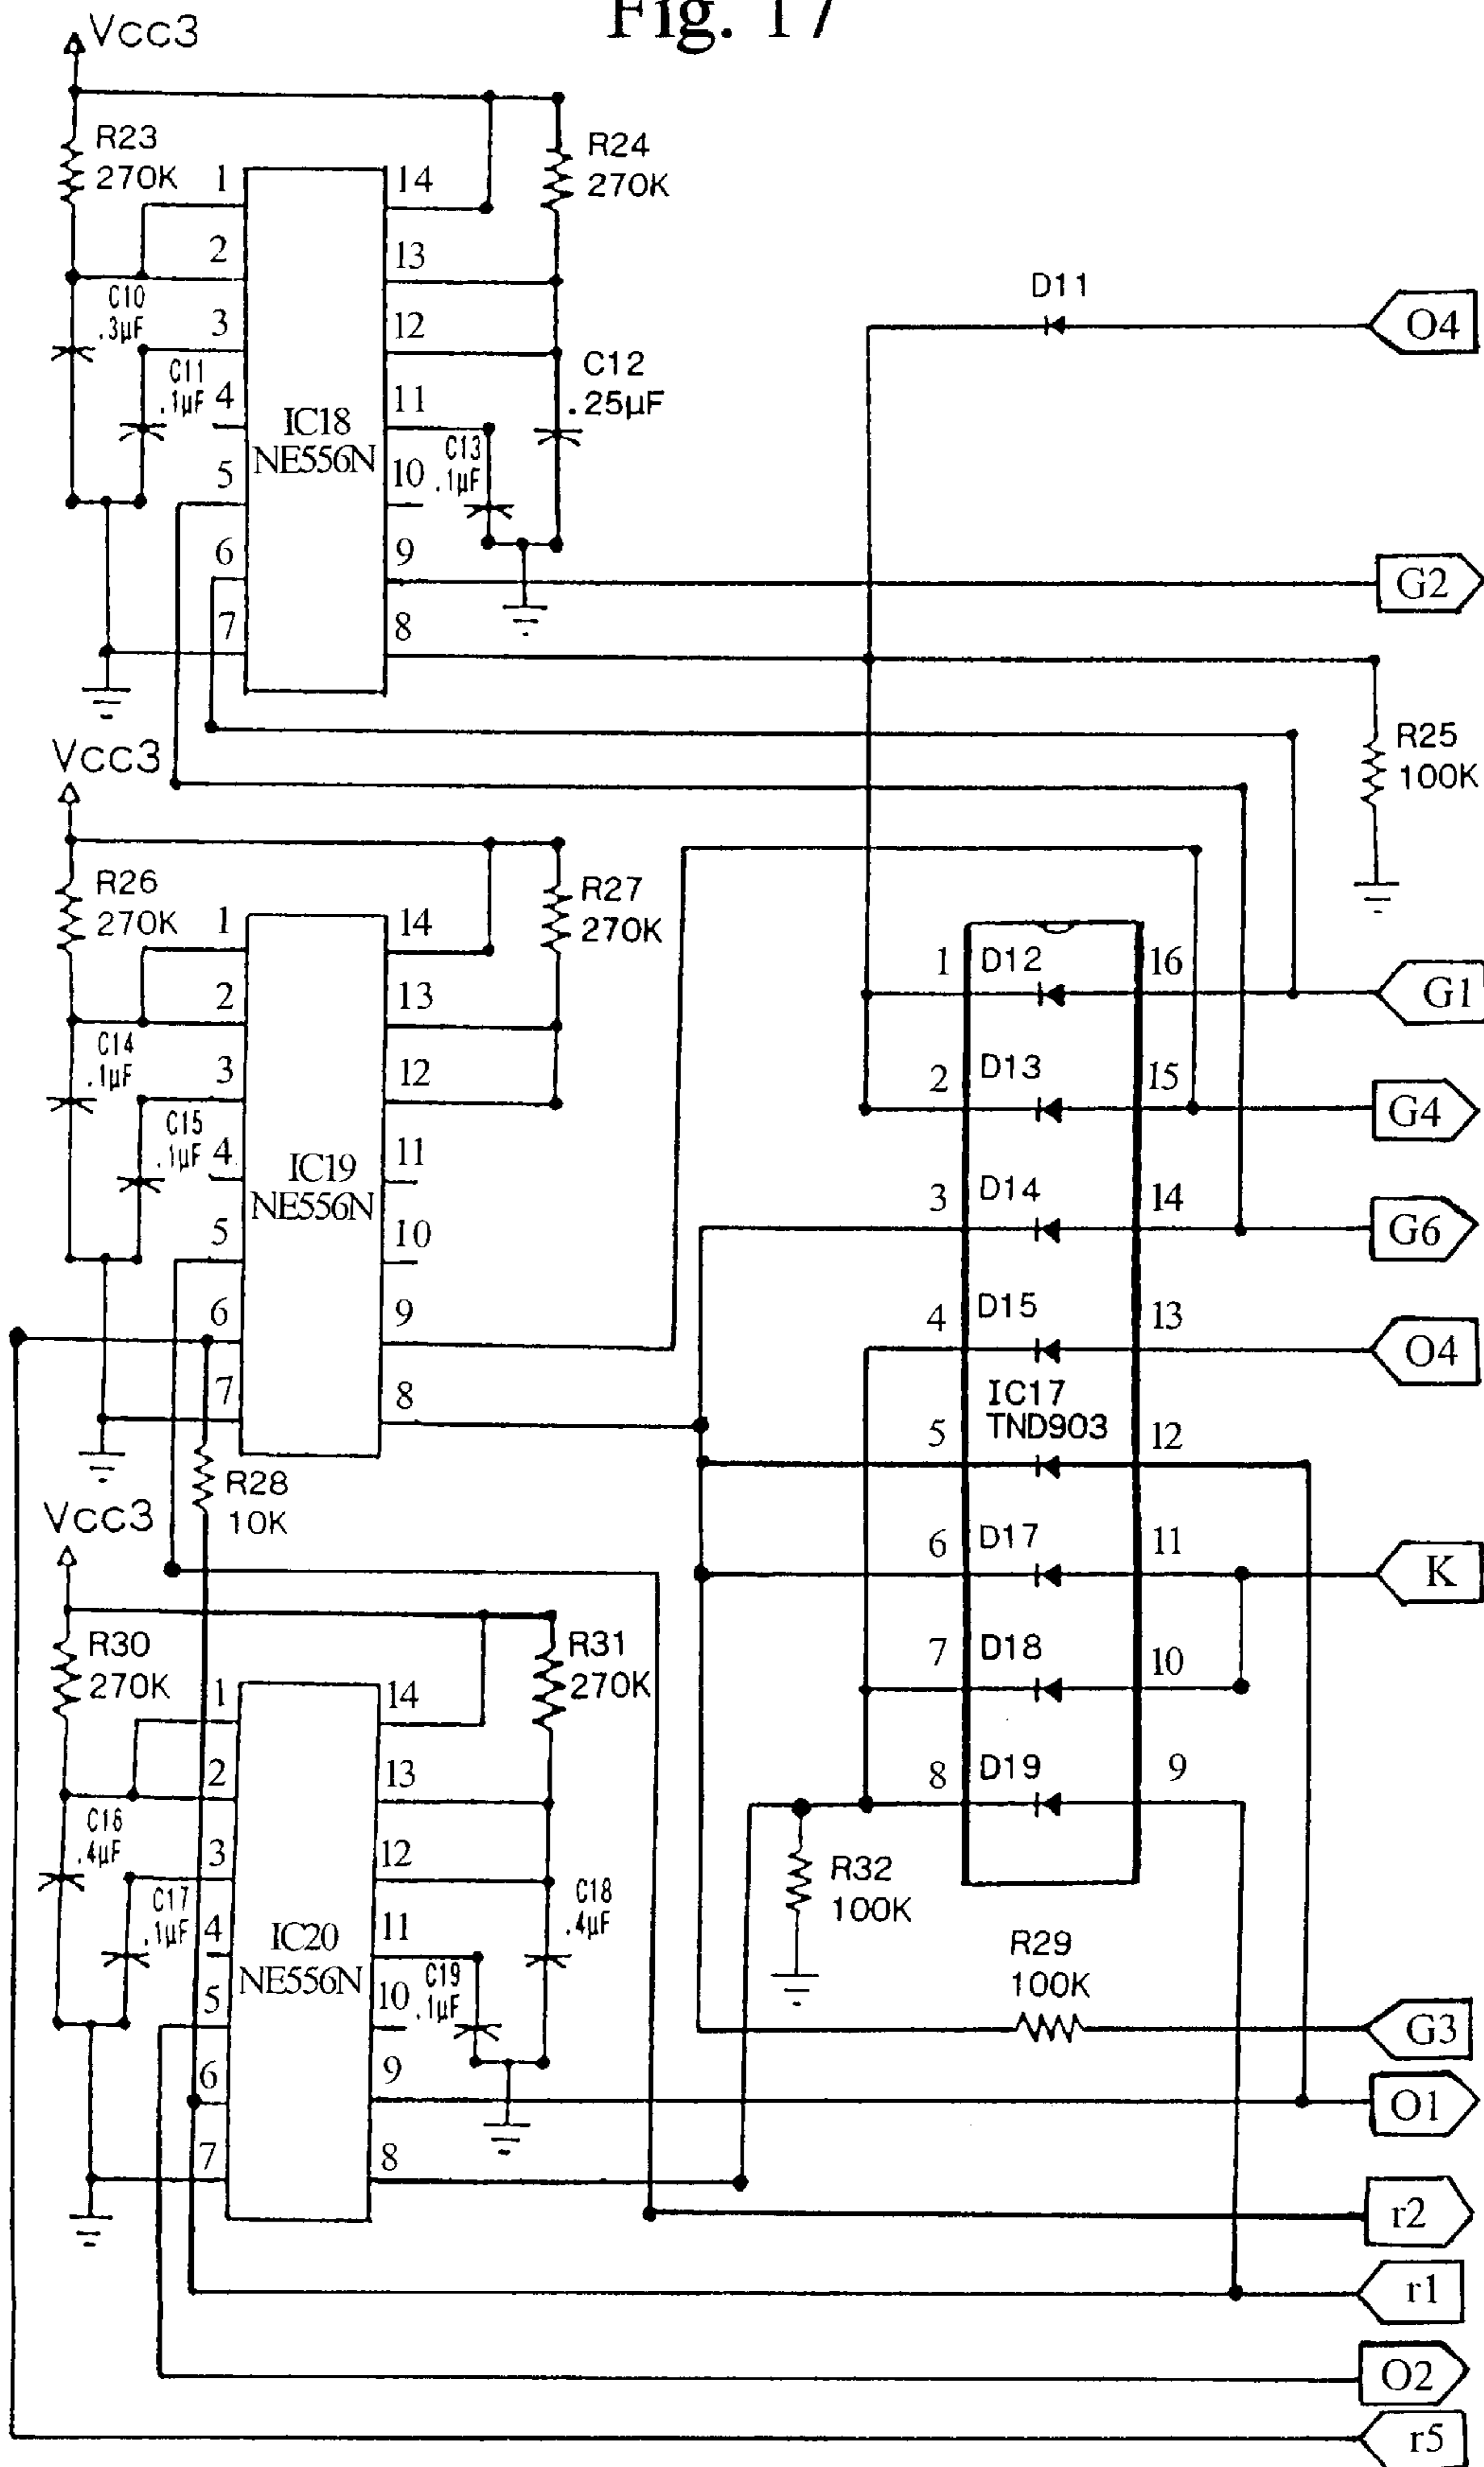 Fig. 17
Vcc3
R23
270K
R24
270K
1
14
2
13
C10
.3µF
3
12
C11
.1µF
4
11
C12
.25µF
IC18
NE556N
C13
.1µF
5
10
6
9
7
8
D11
O4
G2
R25
100K
Vcc3
R26
270K
R27
270K
1
14
2
13
C14
.1µF
3
12
C15
.1µF
4
11
IC19
NE556N
5
10
6
9
7
8
R28
10K
1
D12
16
G1
2
D13
15
G4
3
D14
14
G6
4
D15
13
O4
IC17
TND903
5
12
6
D17
11
K
7
D18
10
8
D19
9
R32
100K
R29
100K
G3
Vcc3
R30
270K
R31
270K
1
14
2
13
C16
.4µF
3
12
C17
.1µF
4
11
C18
.4µF
IC20
NE556N
C19
.1µF
5
10
6
9
7
8
O1
r2
r1
O2
r5